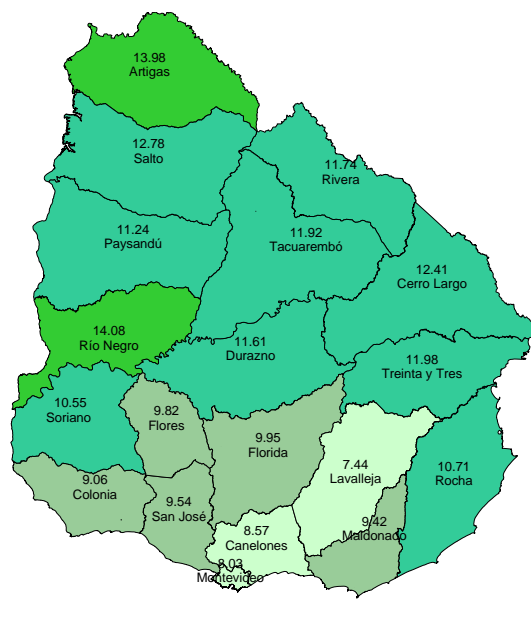 13.98
Artigas
12.78
Salto
11.74
Rivera
11.24
Paysandú
11.92
Tacuarembó
12.41
Cerro Largo
14.08
Río Negro
11.61
Durazno
11.98
Treinta y Tres
10.55
Soriano
9.82
Flores
9.95
Florida
7.44
Lavalleja
10.71
Rocha
9.06
Colonia
9.54
San José
8.57
Canelones
9.42
Maldonado
8.03
Montevideo